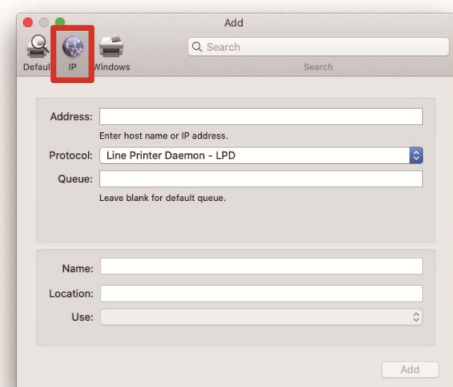 Add
Search
Default IP Windows Search
Address:
Enter host name or IP address.
Protocol: Line Printer Daemon - LPD
Queue:
Leave blank for default queue.
Name:
Location:
Use:
Add